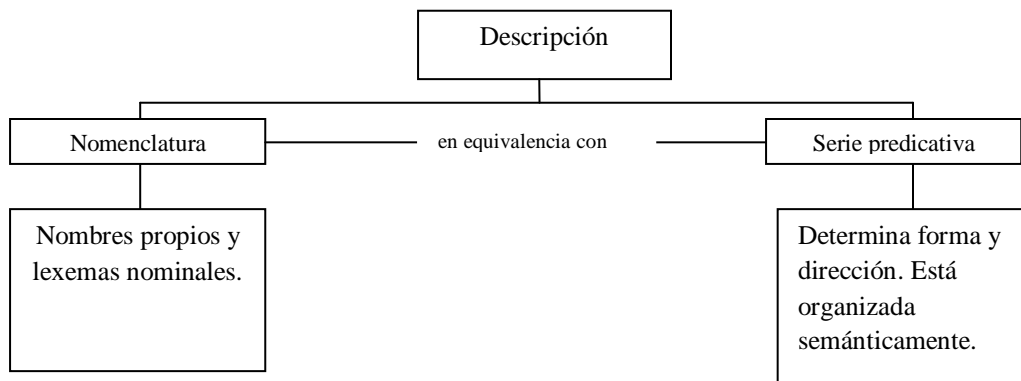 Descripción
Nomenclatura
en equivalencia con
Serie predicativa
Nombres propios y
lexemas nominales.
Determina forma y
dirección. Está
organizada
semánticamente.